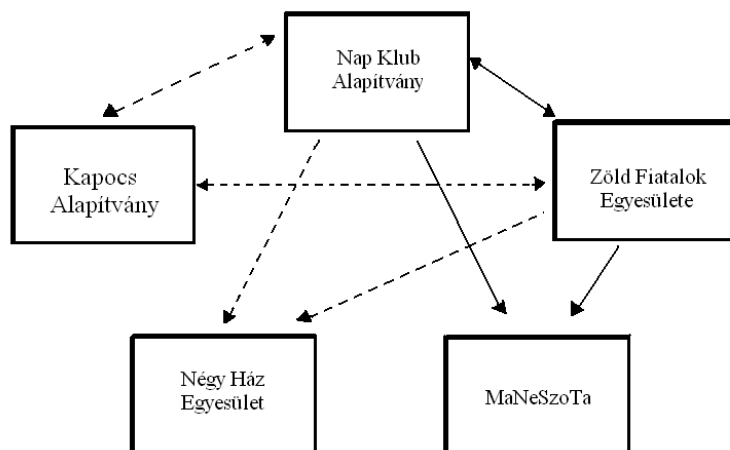 Nap Klub
Alapítvány
Kapocs
Alapítvány
Zöld Fiatalok
Egyesülete
Négy Ház
Egyesület
MaNeSzoTa